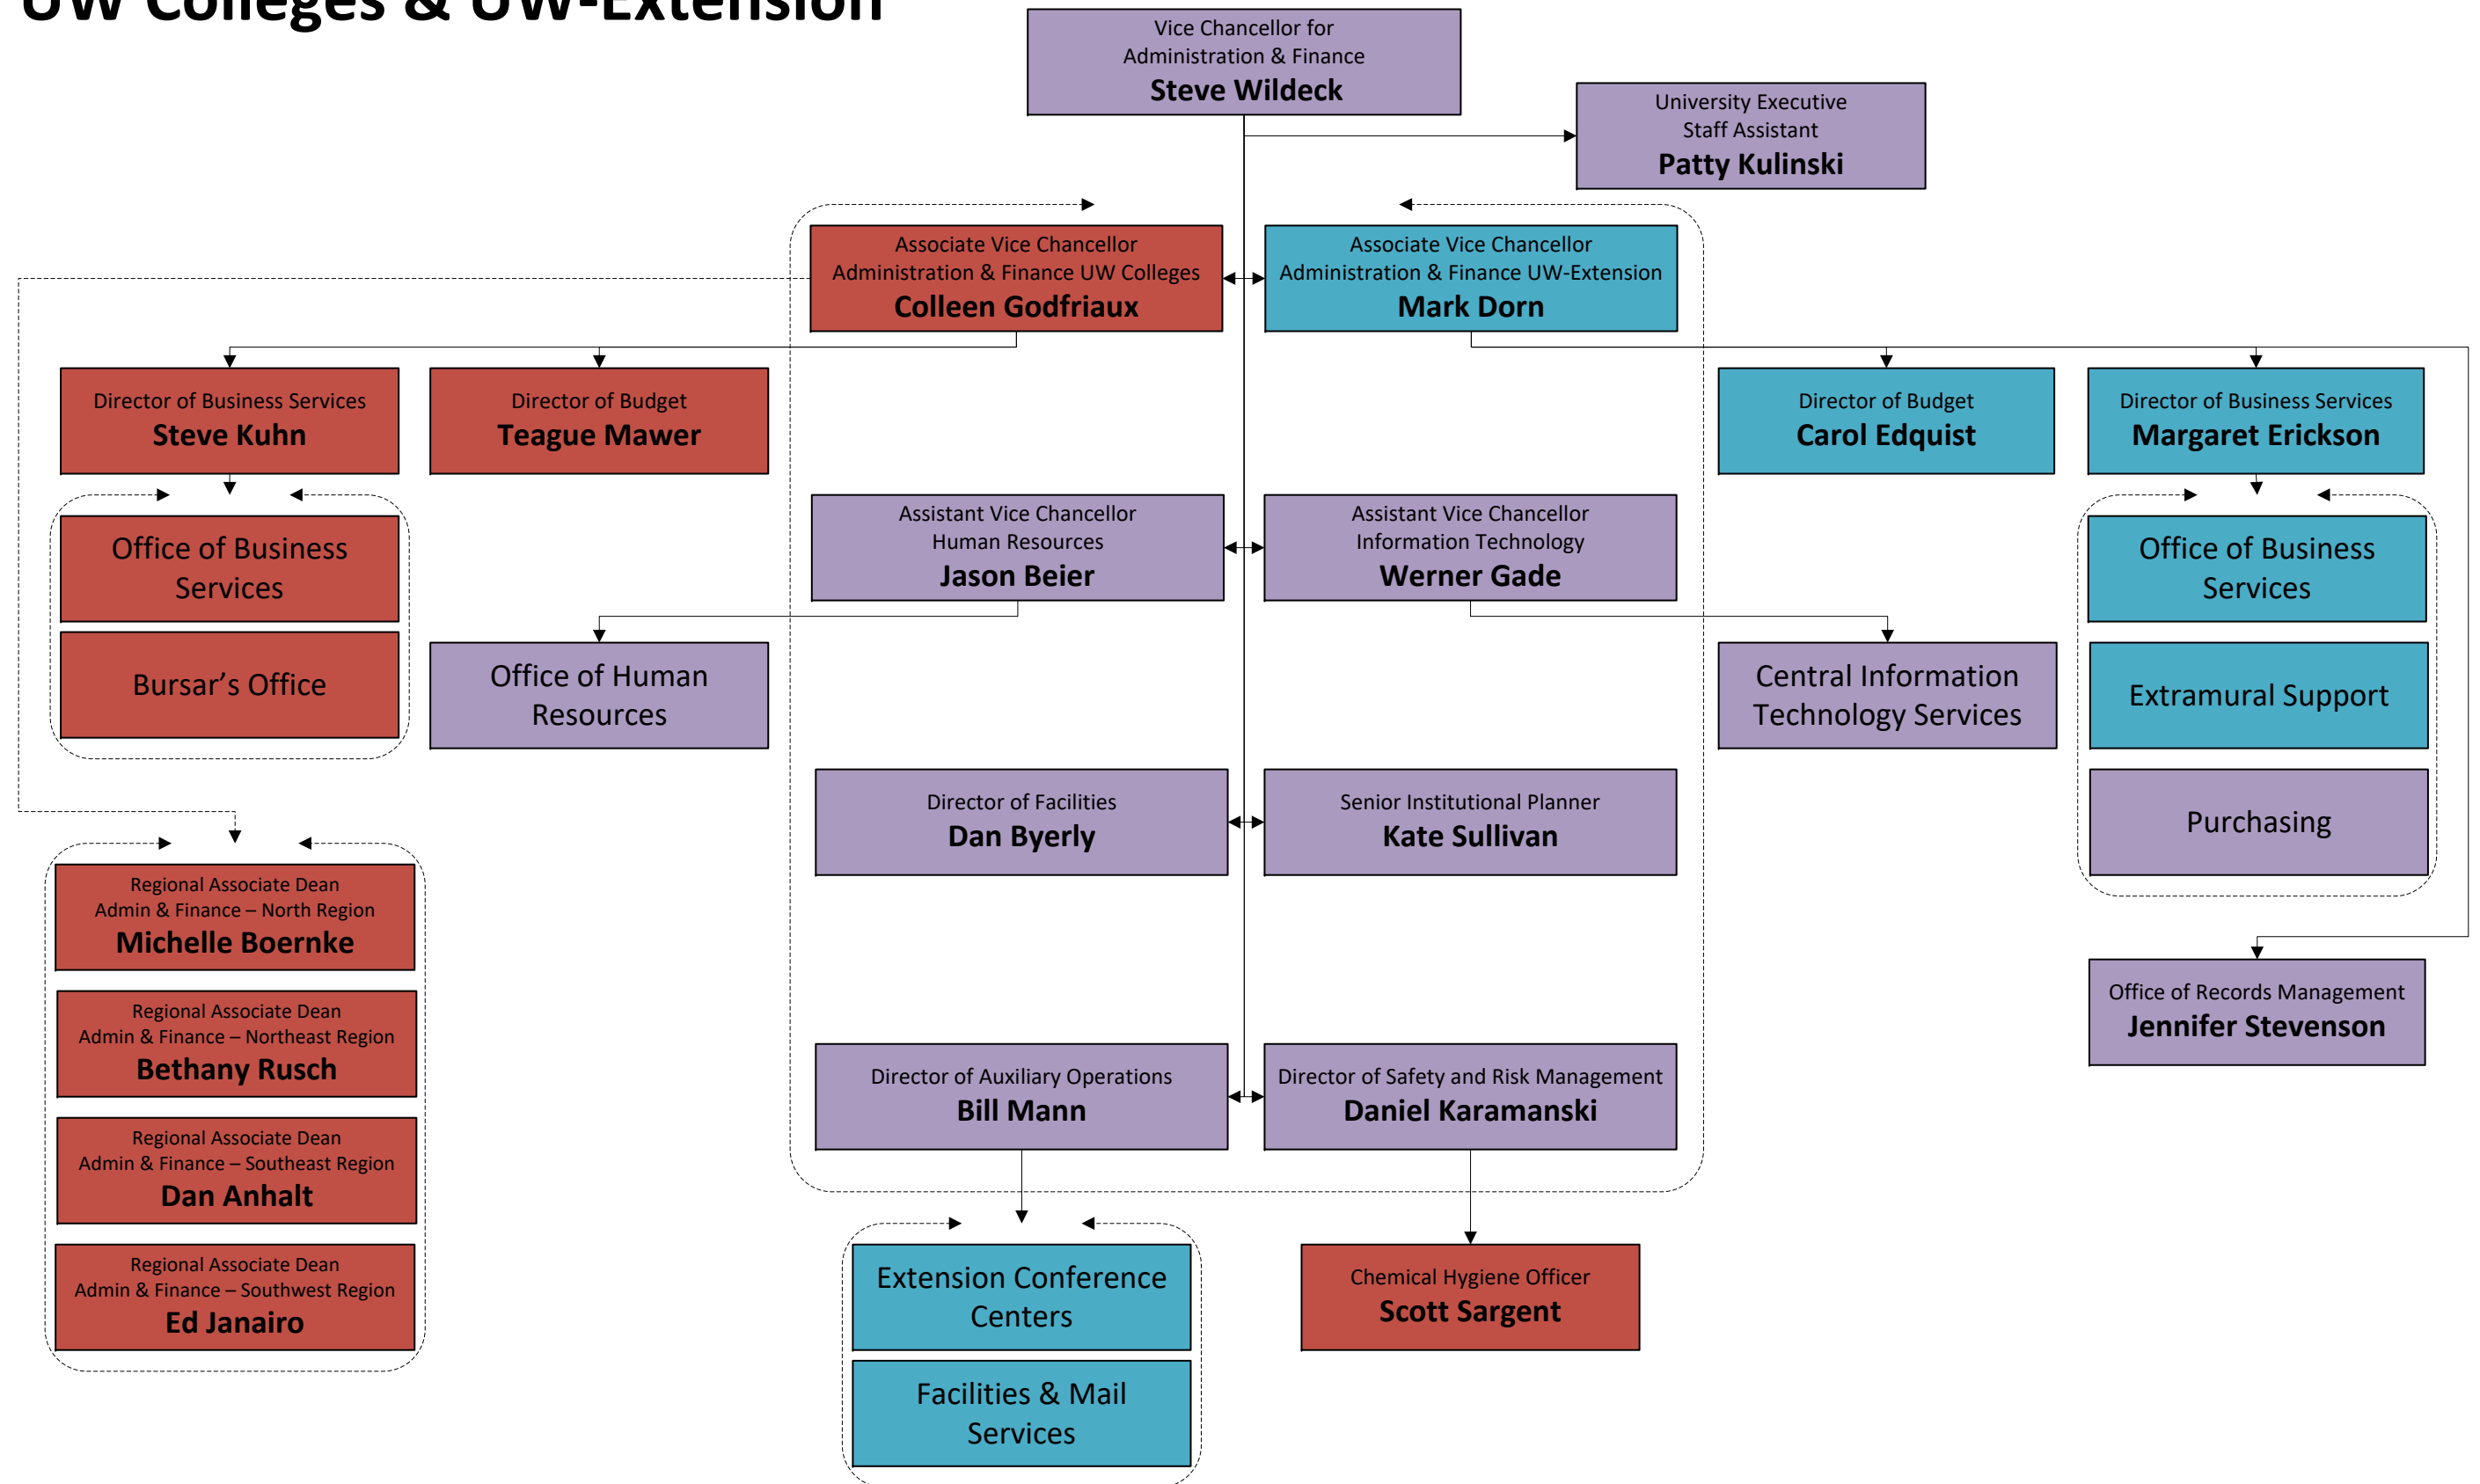 UW Colleges & UW-Extension
Vice Chancellor for
Administration & Finance
Steve Wildeck
University Executive
Staff Assistant
Patty Kulinski
Associate Vice Chancellor
Administration & Finance UW Colleges
Colleen Godfriaux
Associate Vice Chancellor
Administration & Finance UW-Extension
Mark Dorn
Director of Business Services
Steve Kuhn
Director of Budget
Teague Mawer
Director of Budget
Carol Edquist
Director of Business Services
Margaret Erickson
Office of Business
Services
Bursar’s Office
Assistant Vice Chancellor
Human Resources
Jason Beier
Assistant Vice Chancellor
Information Technology
Werner Gade
Office of Business
Services
Extramural Support
Purchasing
Office of Human
Resources
Central Information
Technology Services
Director of Facilities
Dan Byerly
Senior Institutional Planner
Kate Sullivan
Regional Associate Dean
Admin & Finance – North Region
Michelle Boernke
Regional Associate Dean
Admin & Finance – Northeast Region
Bethany Rusch
Regional Associate Dean
Admin & Finance – Southeast Region
Dan Anhalt
Regional Associate Dean
Admin & Finance – Southwest Region
Ed Janairo
Office of Records Management
Jennifer Stevenson
Director of Auxiliary Operations
Bill Mann
Director of Safety and Risk Management
Daniel Karamanski
Extension Conference
Centers
Facilities & Mail
Services
Chemical Hygiene Officer
Scott Sargent